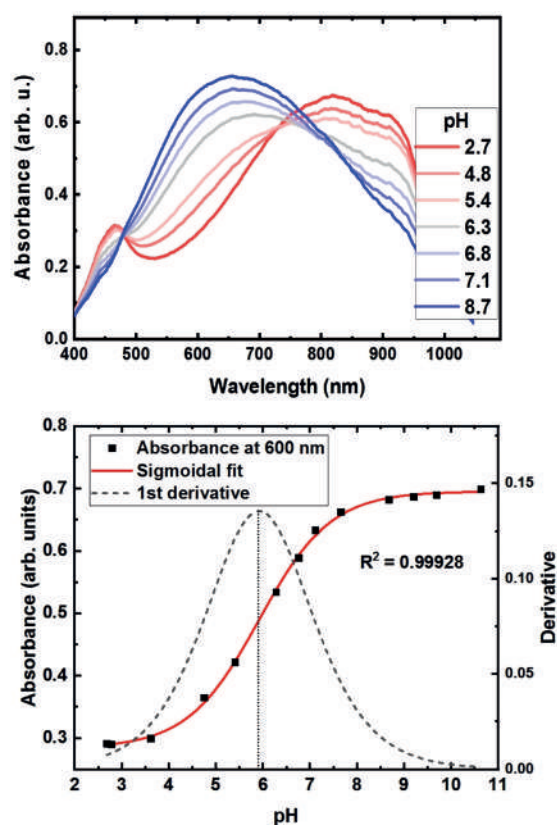 Absorbance (arb. u.)
0.8
0.6
0.4
0.2
0.0
400 500 600 700 800 900 1000
Wavelength (nm)
pH
2.7
4.8
5.4
6.3
6.8
7.1
8.7
Absorbance (arb. units)
0.8
0.7
0.6
0.5
0.4
0.3
Absorbance at 600 nm
Sigmoidal fit
1st derivative
R² = 0.99928
0.15
0.10
0.05
0.00
Derivative
2 3 4 5 6 7 8 9 10 11
pH